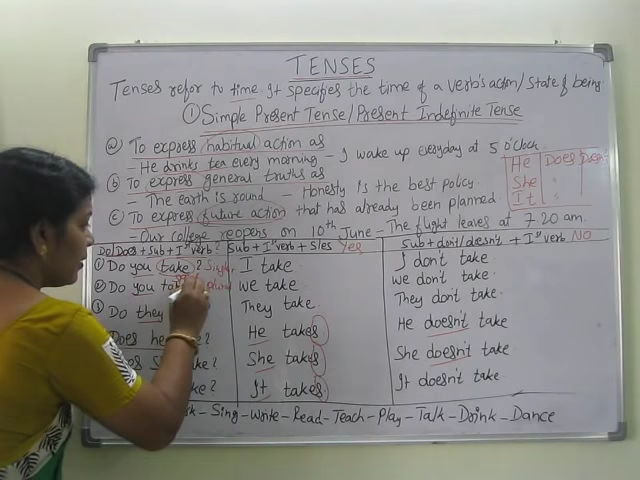 TENSES
Tenses refer to time. It specifies the time of a verb's action/State of being
① Simple Present Tense/Present Indefinite Tense
ⓐ To express habitual action as
- He drinks tea every morning - I wake up everyday at 5 o'clock.
ⓑ To express general truths as
- The earth is round - Honesty is the best policy.
ⓒ To express future action that has already been planned
- Our college reopens on 10th June - The flight leaves at 7.20 am.
He Does Doesn't
She "
It "
Do/Does + Sub + Iˢᵗ verb? Sub + Iˢᵗ verb + S/es Yes Sub + don't/doesn't + Iˢᵗ verb NO
① Do you take? Single I take I don't take
② Do you We take we don't take
③ Do they They take They don't take
Does he He takes He doesn't take
She takes She doesn't take
It takes It doesn't take
- Sing - Write - Read - Teach - Play - Talk - Drink - Dance